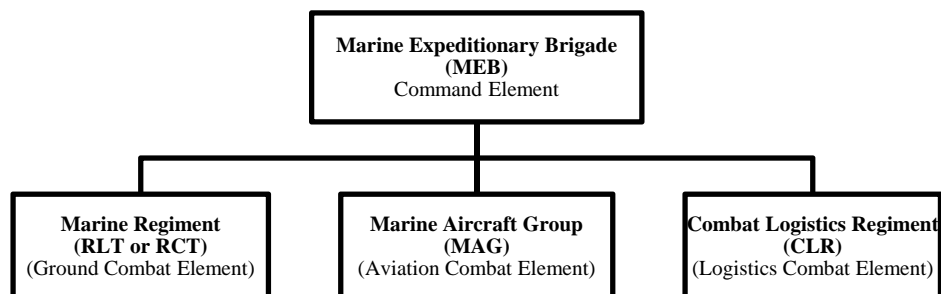 Marine Expeditionary Brigade
(MEB)
Command Element
Marine Regiment
(RLT or RCT)
(Ground Combat Element)
Marine Aircraft Group
(MAG)
(Aviation Combat Element)
Combat Logistics Regiment
(CLR)
(Logistics Combat Element)